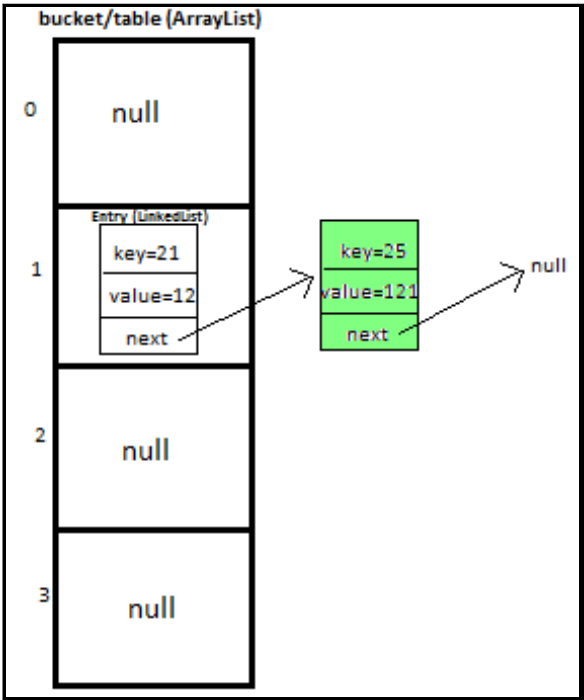 bucket/table (ArrayList)
0
null
Entry (LinkedList)
1
key=21
value=12
next
key=25
value=121
next
null
2
null
3
null